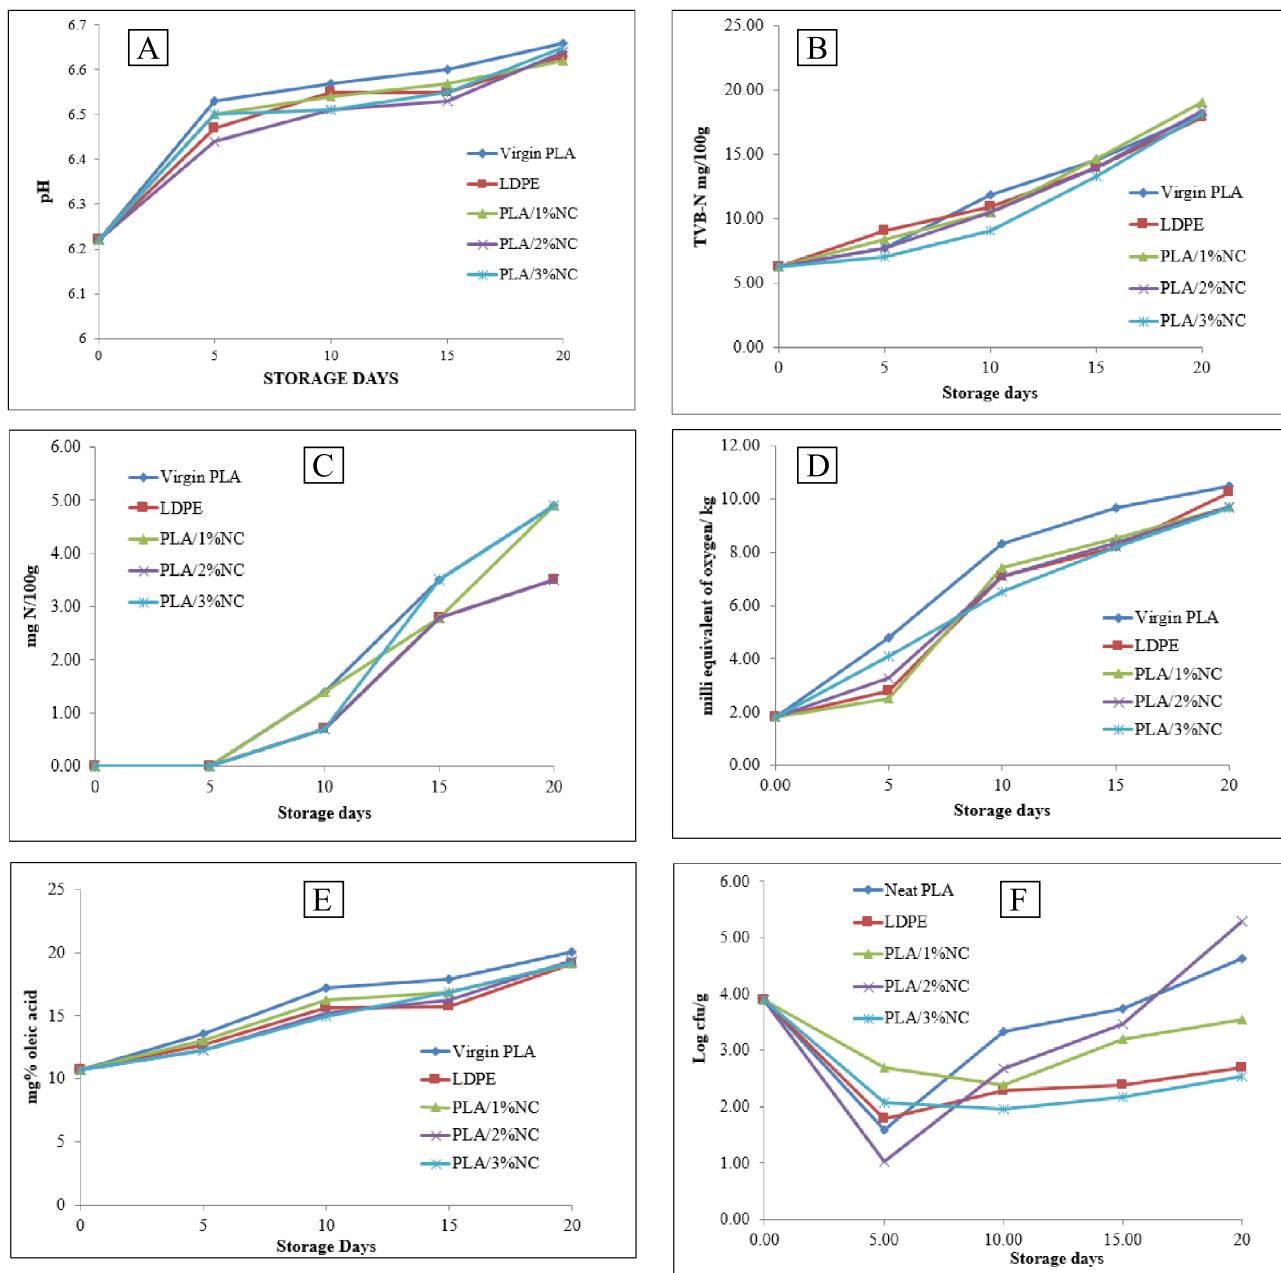 A
6.7
6.6
6.5
6.4
6.3
6.2
6.1
6
pH
0
5
10
15
20
STORAGE DAYS
Virgin PLA
LDPE
PLA/1%NC
PLA/2%NC
PLA/3%NC
B
25.00
20.00
15.00
10.00
5.00
0.00
TVB-N mg/100g
0
5
10
15
20
Storage days
Virgin PLA
LDPE
PLA/1%NC
PLA/2%NC
PLA/3%NC
C
6.00
5.00
4.00
3.00
2.00
1.00
0.00
mg N/100g
0
5
10
15
20
Storage days
Virgin PLA
LDPE
PLA/1%NC
PLA/2%NC
PLA/3%NC
D
12.00
10.00
8.00
6.00
4.00
2.00
0.00
milli equivalent of oxygen/ kg
0.00
5
10
15
20
Storage days
Virgin PLA
LDPE
PLA/1%NC
PLA/2%NC
PLA/3%NC
E
25
20
15
10
5
0
mg% oleic acid
0
5
10
15
20
Storage Days
Virgin PLA
LDPE
PLA/1%NC
PLA/2%NC
PLA/3%NC
F
6.00
5.00
4.00
3.00
2.00
1.00
0.00
Log cfu/g
0.00
5.00
10.00
15.00
20
Storage days
Neat PLA
LDPE
PLA/1%NC
PLA/2%NC
PLA/3%NC